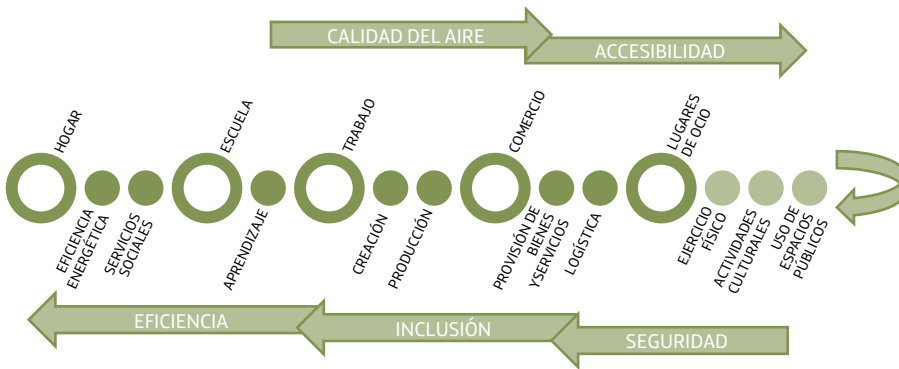 CALIDAD DEL AIRE
ACCESIBILIDAD
HOGAR
ESCUELA
TRABAJO
COMERCIO
LUGARES
DE OCIO
EFICIENCIA
ENERGÉTICA
SERVICIOS
SOCIALES
APRENDIZAJE
CREACIÓN
PRODUCCIÓN
PROVISIÓN DE
BIENES
YSERVICIOS
LOGÍSTICA
EJERCICIO
FÍSICO
ACTIVIDADES
CULTURALES
USO DE
ESPACIOS
PÚBLICOS
EFICIENCIA
INCLUSIÓN
SEGURIDAD